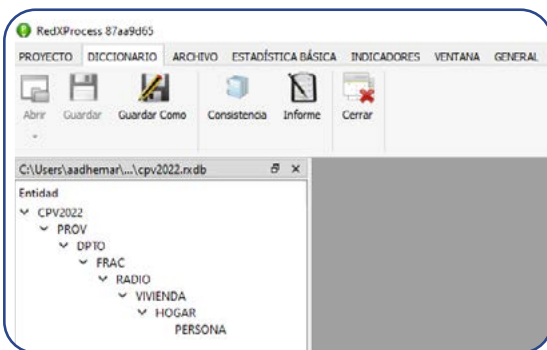 RedXProcess 87aa9d65
PROYECTO DICCIONARIO ARCHIVO ESTADÍSTICA BÁSICA INDICADORES VENTANA GENERAL
Abrir Guardar Guardar Como Consistencia Informe Cerrar
C:\Users\aadhemar\...\cpv2022.rxdb
Entidad
CPV2022
PROV
DPTO
FRAC
RADIO
VIVIENDA
HOGAR
PERSONA